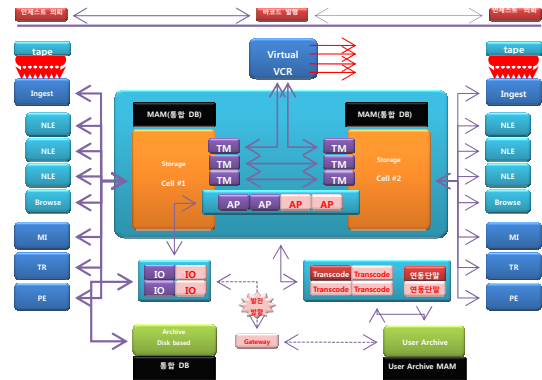 인제스트 의뢰
바코드 발행
인제스트 의뢰
tape
Virtual
VCR
tape
Ingest
Ingest
MAM(통합 DB)
MAM(통합 DB)
NLE
NLE
NLE
Browse
MI
TR
PE
Storage
Cell #1
TM
TM
TM
TM
TM
TM
Storage
Cell #2
AP
AP
AP
AP
NLE
NLE
NLE
Browse
MI
TR
PE
IO
IO
IO
IO
Transcode
Transcode
연동단말
Transcode
Transcode
연동단말
발전
방향
Archive
Disk based
통합 DB
Gateway
User Archive
User Archive MAM